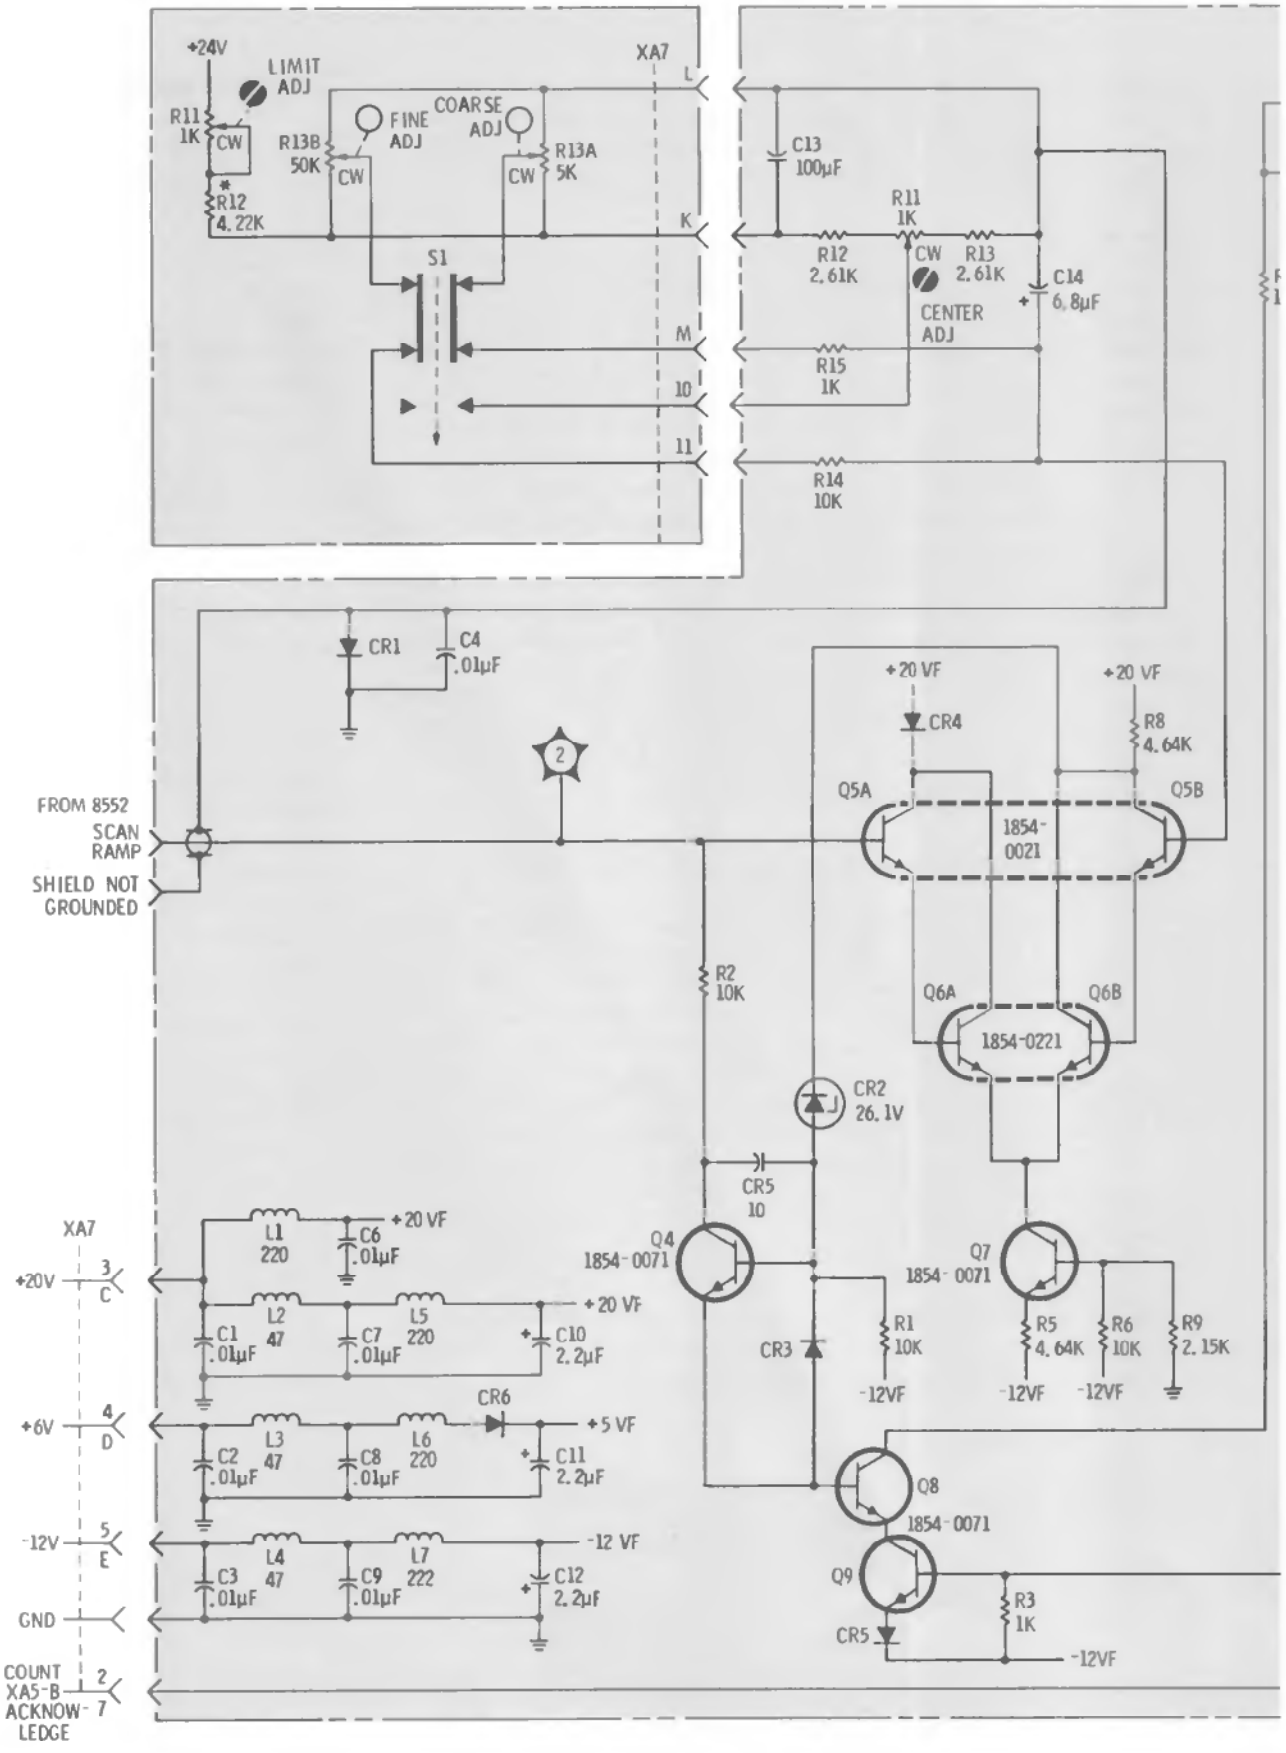 +24V
LIMIT
ADJ
R11
1K
CW
*
R12
4.22K
R13B
50K
CW
FINE
ADJ
COARSE
ADJ
CW
R13A
5K
XA7
L
K
S1
M
10
11
C13
100µF
R11
1K
R12
2.61K
CW
R13
2.61K
CENTER
ADJ
C14
+ 6.8µF
R15
1K
R14
10K
CR1
C4
.01µF
2
+20 VF
CR4
+20 VF
R8
4.64K
Q5A
Q5B
1854-
0021
FROM 8552
SCAN
RAMP
SHIELD NOT
GROUNDED
R2
10K
Q6A
Q6B
1854-0221
CR2
26.1V
CR5
10
Q4
1854-0071
Q7
1854-0071
R1
10K
-12VF
CR3
R5
4.64K
-12VF
R6
10K
-12VF
R9
2.15K
XA7
L1
220
C6
.01µF
+20 VF
+20V
3
C
L2
47
L5
220
+20 VF
C1
.01µF
C7
.01µF
+ C10
2.2µF
+6V
4
D
L3
47
L6
220
CR6
+5 VF
C2
.01µF
C8
.01µF
+ C11
2.2µF
-12V
5
E
L4
47
L7
222
-12 VF
C3
.01µF
C9
.01µF
+ C12
2.2µF
GND
COUNT
XA5-B
ACKNOW-
LEDGE
2
7
Q8
1854-0071
Q9
CR5
R3
1K
-12VF